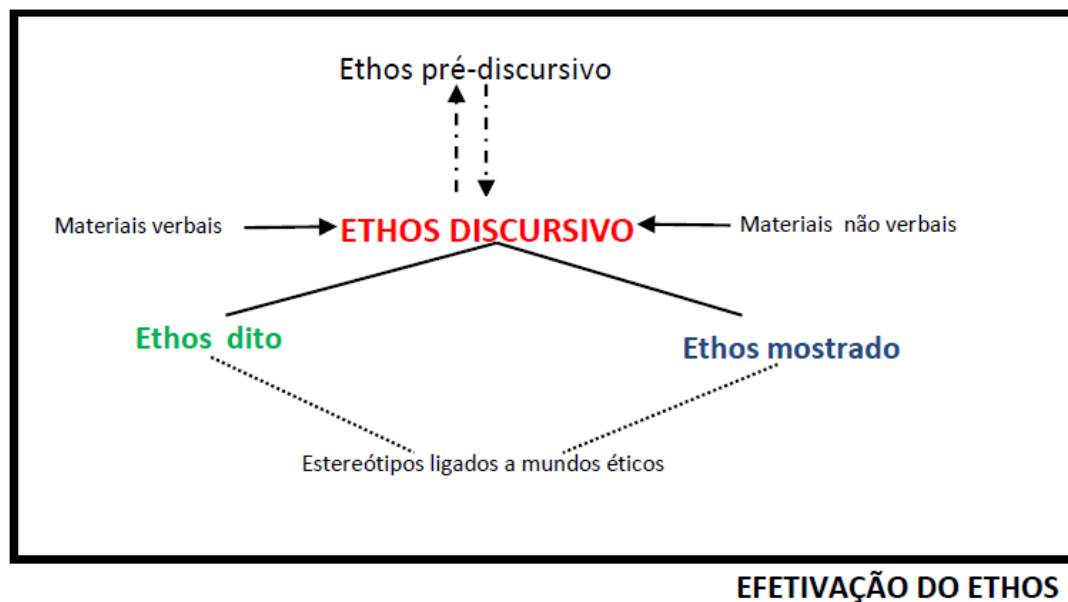 Ethos pré-discursivo
Materiais verbais
ETHOS DISCURSIVO
Materiais não verbais
Ethos dito
Ethos mostrado
Estereótipos ligados a mundos éticos
EFETIVAÇÃO DO ETHOS